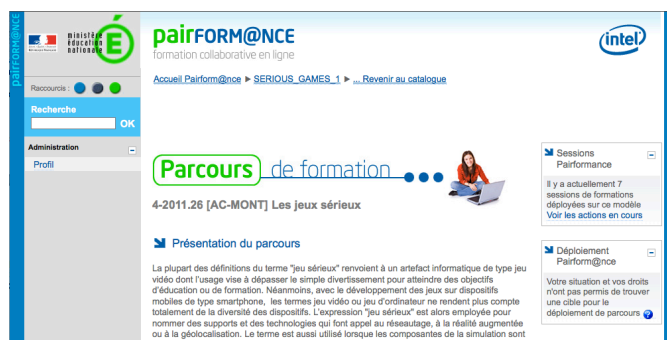 pairFORM@NCE
ministère
éducation
nationale
É
pairFORM@NCE
formation collaborative en ligne
intel
Accueil Pairform@nce ► SERIOUS_GAMES_1 ► ... Revenir au catalogue
Raccourcis :
Recherche
OK
Administration
Profil
Parcours de formation
4-2011.26 [AC-MONT] Les jeux sérieux
Présentation du parcours
La plupart des définitions du terme "jeu sérieux" renvoient à un artefact informatique de type jeu
vidéo dont l'usage vise à dépasser le simple divertissement pour atteindre des objectifs
d'éducation ou de formation. Néanmoins, avec le développement des jeux sur dispositifs
mobiles de type smartphone, les termes jeu vidéo ou jeu d'ordinateur ne rendent plus compte
totalement de la diversité des dispositifs. L'expression "jeu sérieux" est alors employée pour
nommer des supports et des technologies qui font appel au réseautage, à la réalité augmentée
ou à la géolocalisation. Le terme est aussi utilisé lorsque les composantes de la simulation sont
Sessions
Pairformance
Il y a actuellement 7
sessions de formations
déployées sur ce modèle
Voir les actions en cours
Déploiement
Pairform@nce
Votre situation et vos droits
n'ont pas permis de trouver
une cible pour le
déploiement de parcours